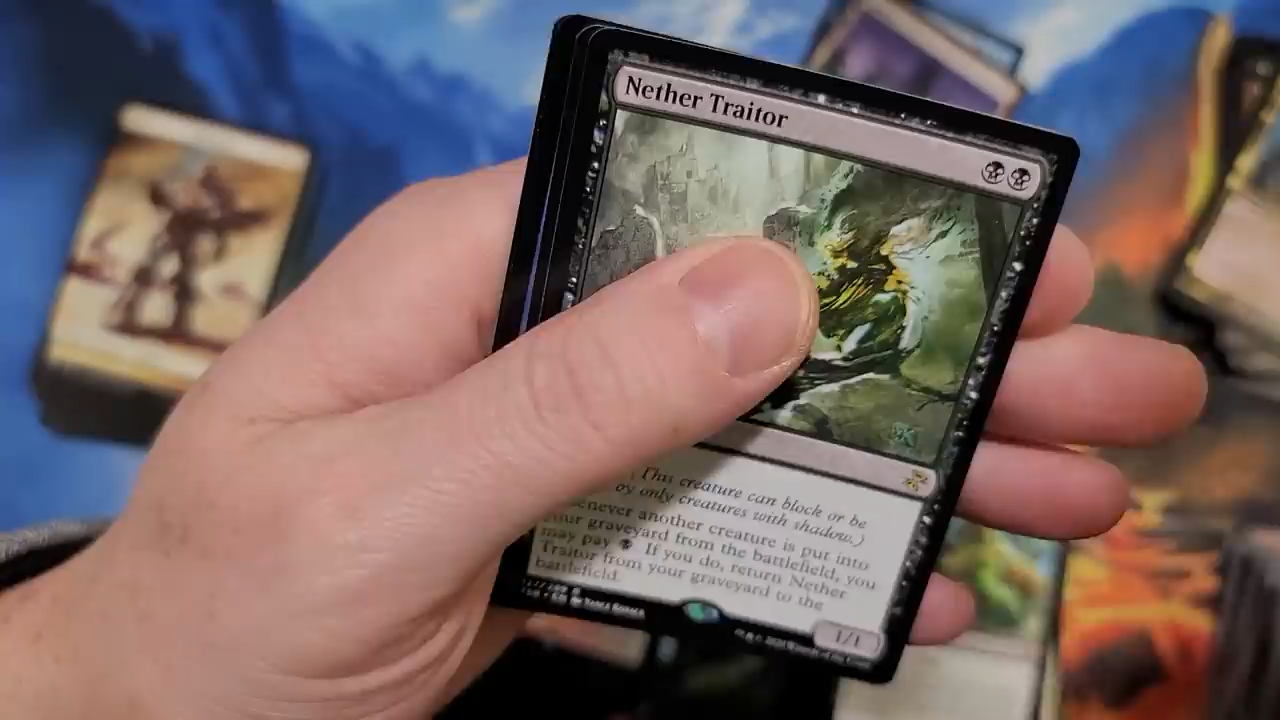 Nether Traitor
This creature can block or be
by only creatures with shadow.)
enever another creature is put into
your graveyard from the battlefield, you
may pay . If you do, return Nether
Traitor from your graveyard to the
battlefield.
1/1